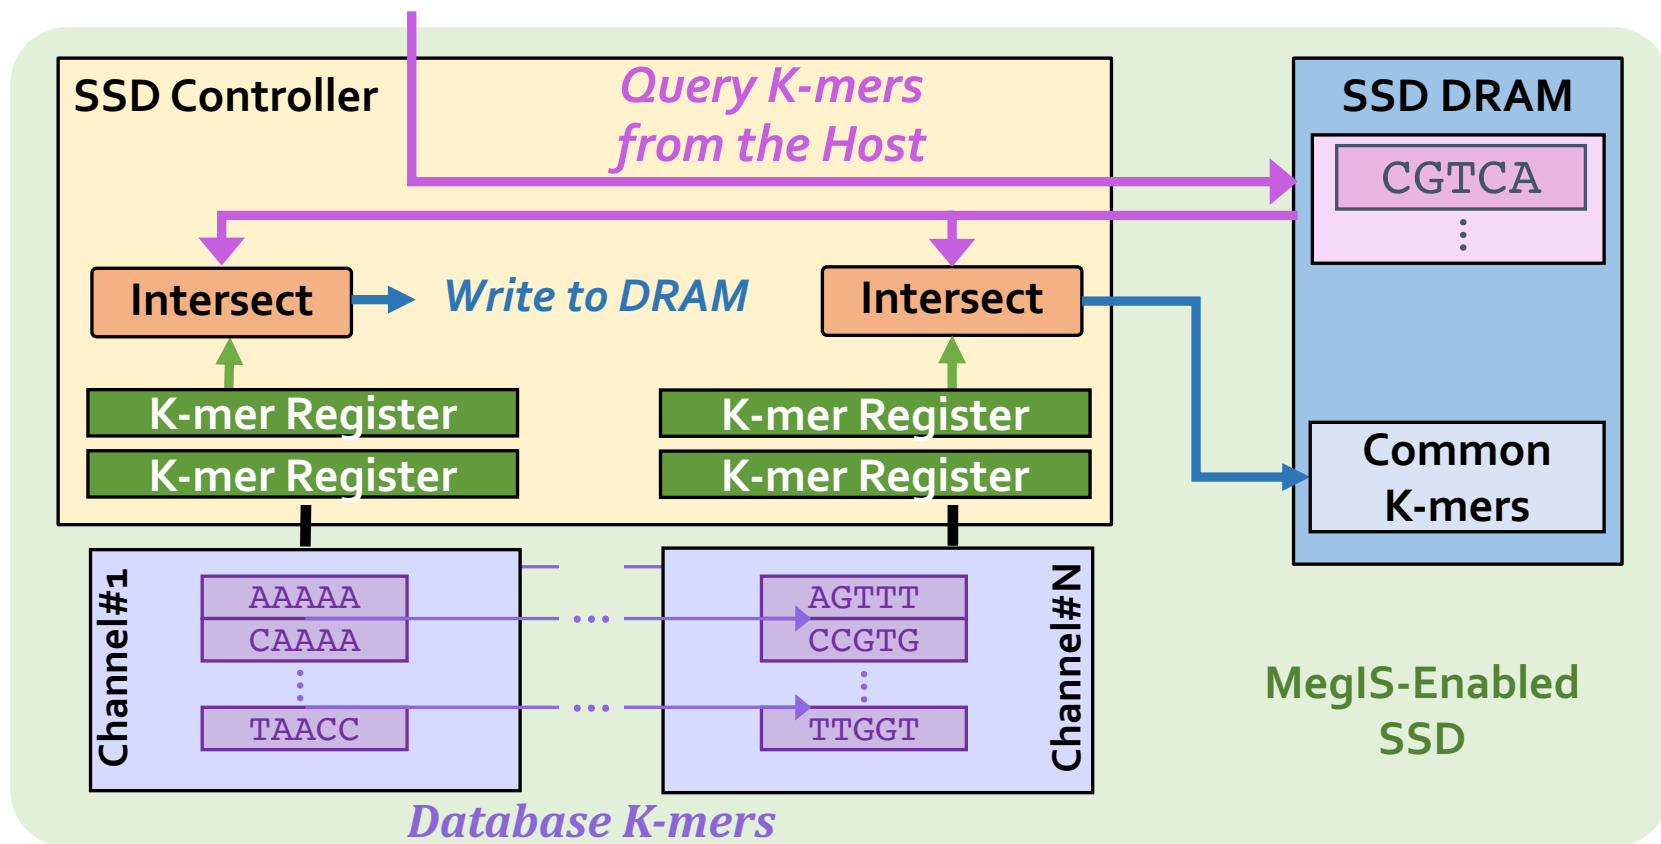 SSD Controller
Query K-mers
from the Host
SSD DRAM
CGTCA
⋮
Intersect
Write to DRAM
Intersect
K-mer Register
K-mer Register
K-mer Register
K-mer Register
Common
K-mers
Channel#1
AAAAA
CAAAA
⋮
TAACC
...
...
AGTTT
CCGTG
⋮
TTGGT
Channel#N
Database K-mers
MegIS-Enabled
SSD